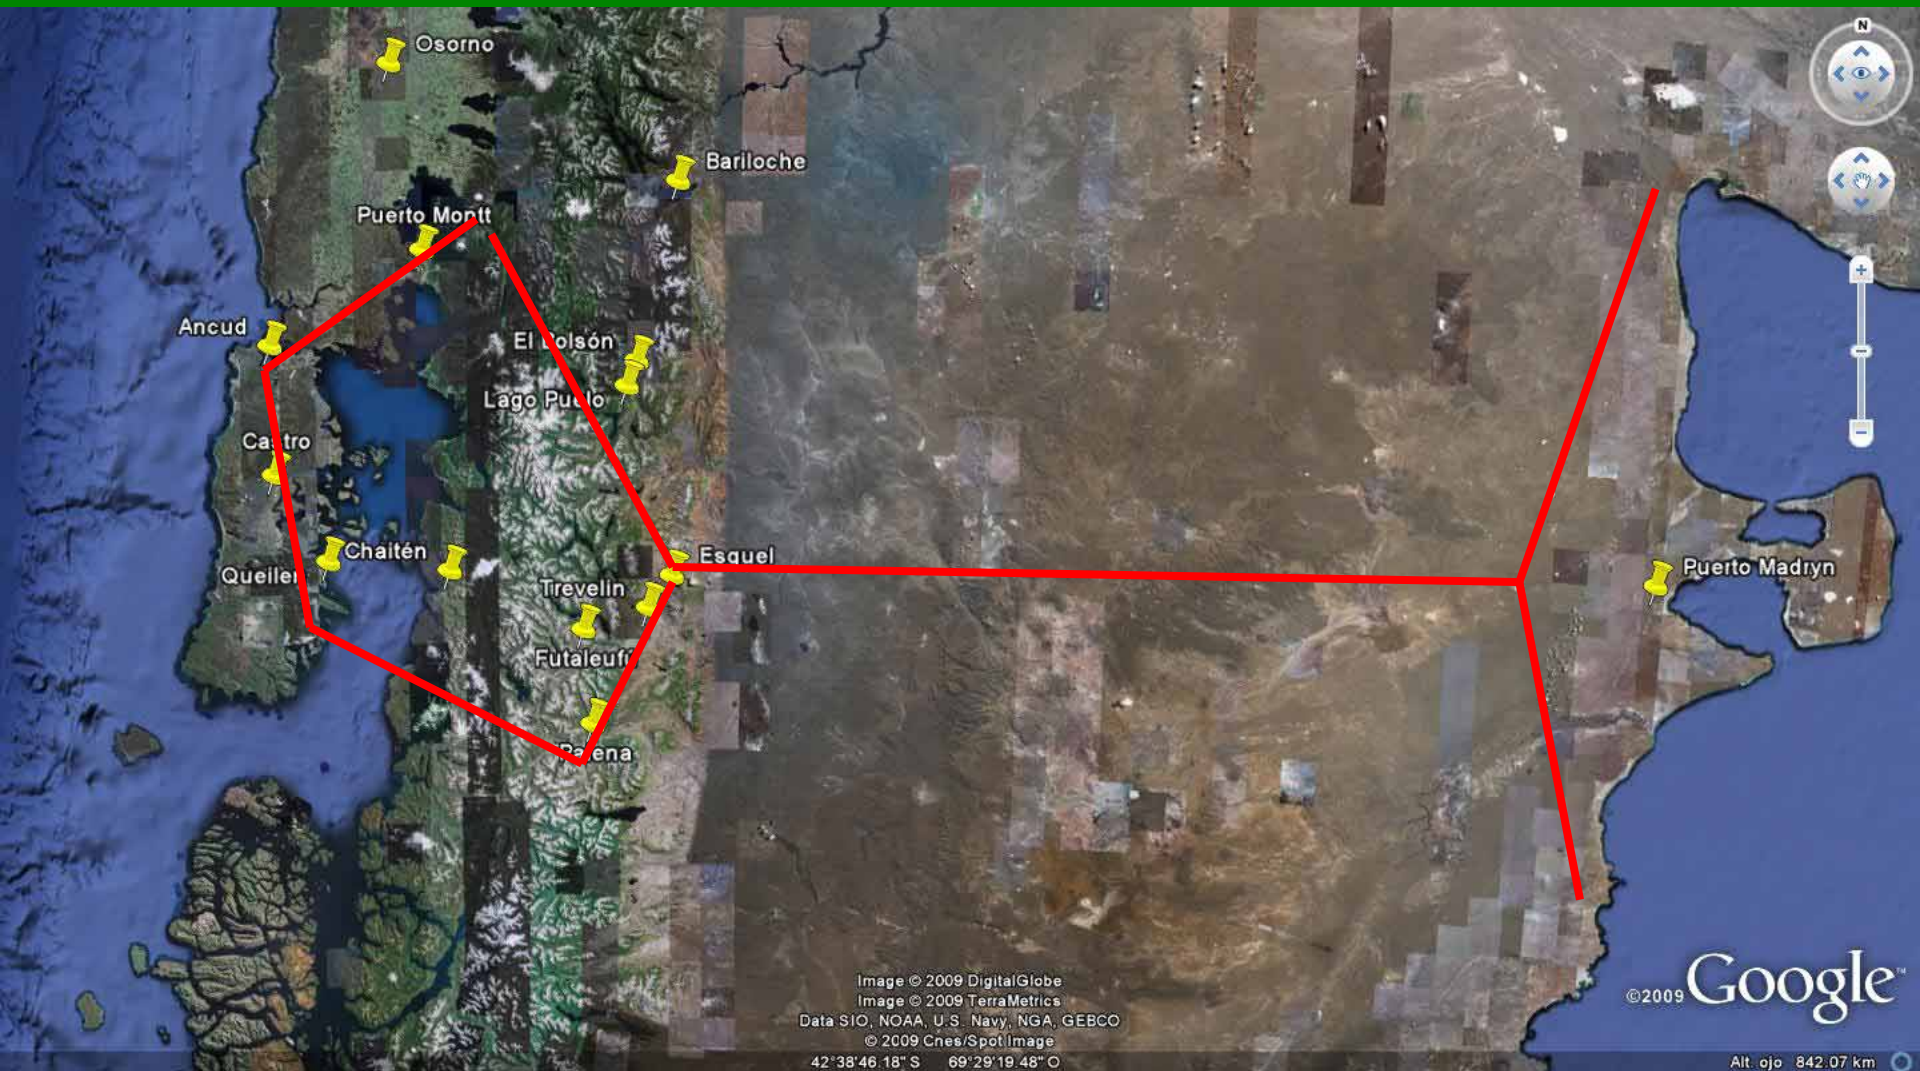 N
Osorno
Bariloche
Puerto Montt
Ancud
El Bolsón
Lago Puelo
Castro
Chaitén
Esquel
Queilen
Trevelin
Puerto Madryn
Futaleufú
Palena
Image © 2009 DigitalGlobe
Image © 2009 TerraMetrics
Data SIO, NOAA, U.S. Navy, NGA, GEBCO
© 2009 Cnes/Spot Image
©2009 Google™
42°38'46.18" S 69°29'19.48" O
Alt. ojo 842.07 km